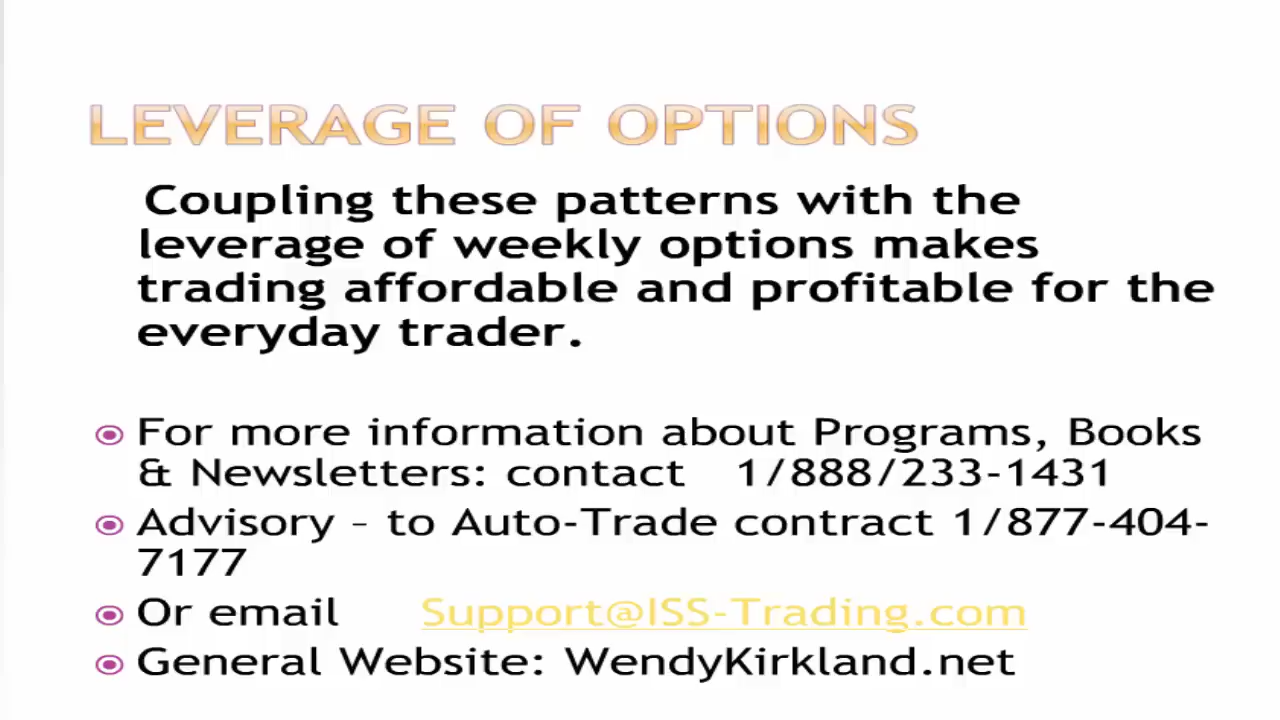 LEVERAGE OF OPTIONS
Coupling these patterns with the
leverage of weekly options makes
trading affordable and profitable for the
everyday trader.
For more information about Programs, Books
& Newsletters: contact 1/888/233-1431
Advisory – to Auto-Trade contract 1/877-404-
7177
Or email Support@ISS-Trading.com
General Website: WendyKirkland.net